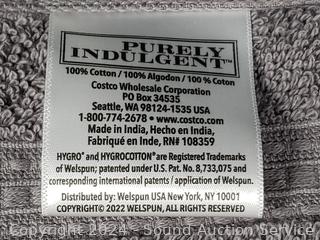 PURELY
INDULGENT™
100% Cotton / 100% Algodon / 100 % Coton
Costco Wholesale Corporation
PO Box 34535
Seattle, WA 98124-1535 USA
1-800-774-2678 • www.costco.com
Made in India, Hecho en India,
Fabriqué en Inde, RN# 108359
HYGRO® and HYGROCOTTON® are Registered Trademarks
of Welspun; patented under U.S. Pat. No. 8,733,075 and
corresponding international patents / application of Welspun.
Distributed by: Welspun USA New York, NY 10001
COPYRIGHT© 2022 WELSPUN, ALL RIGHTS RESERVED
Copyright 2024 - Sound Auction Service